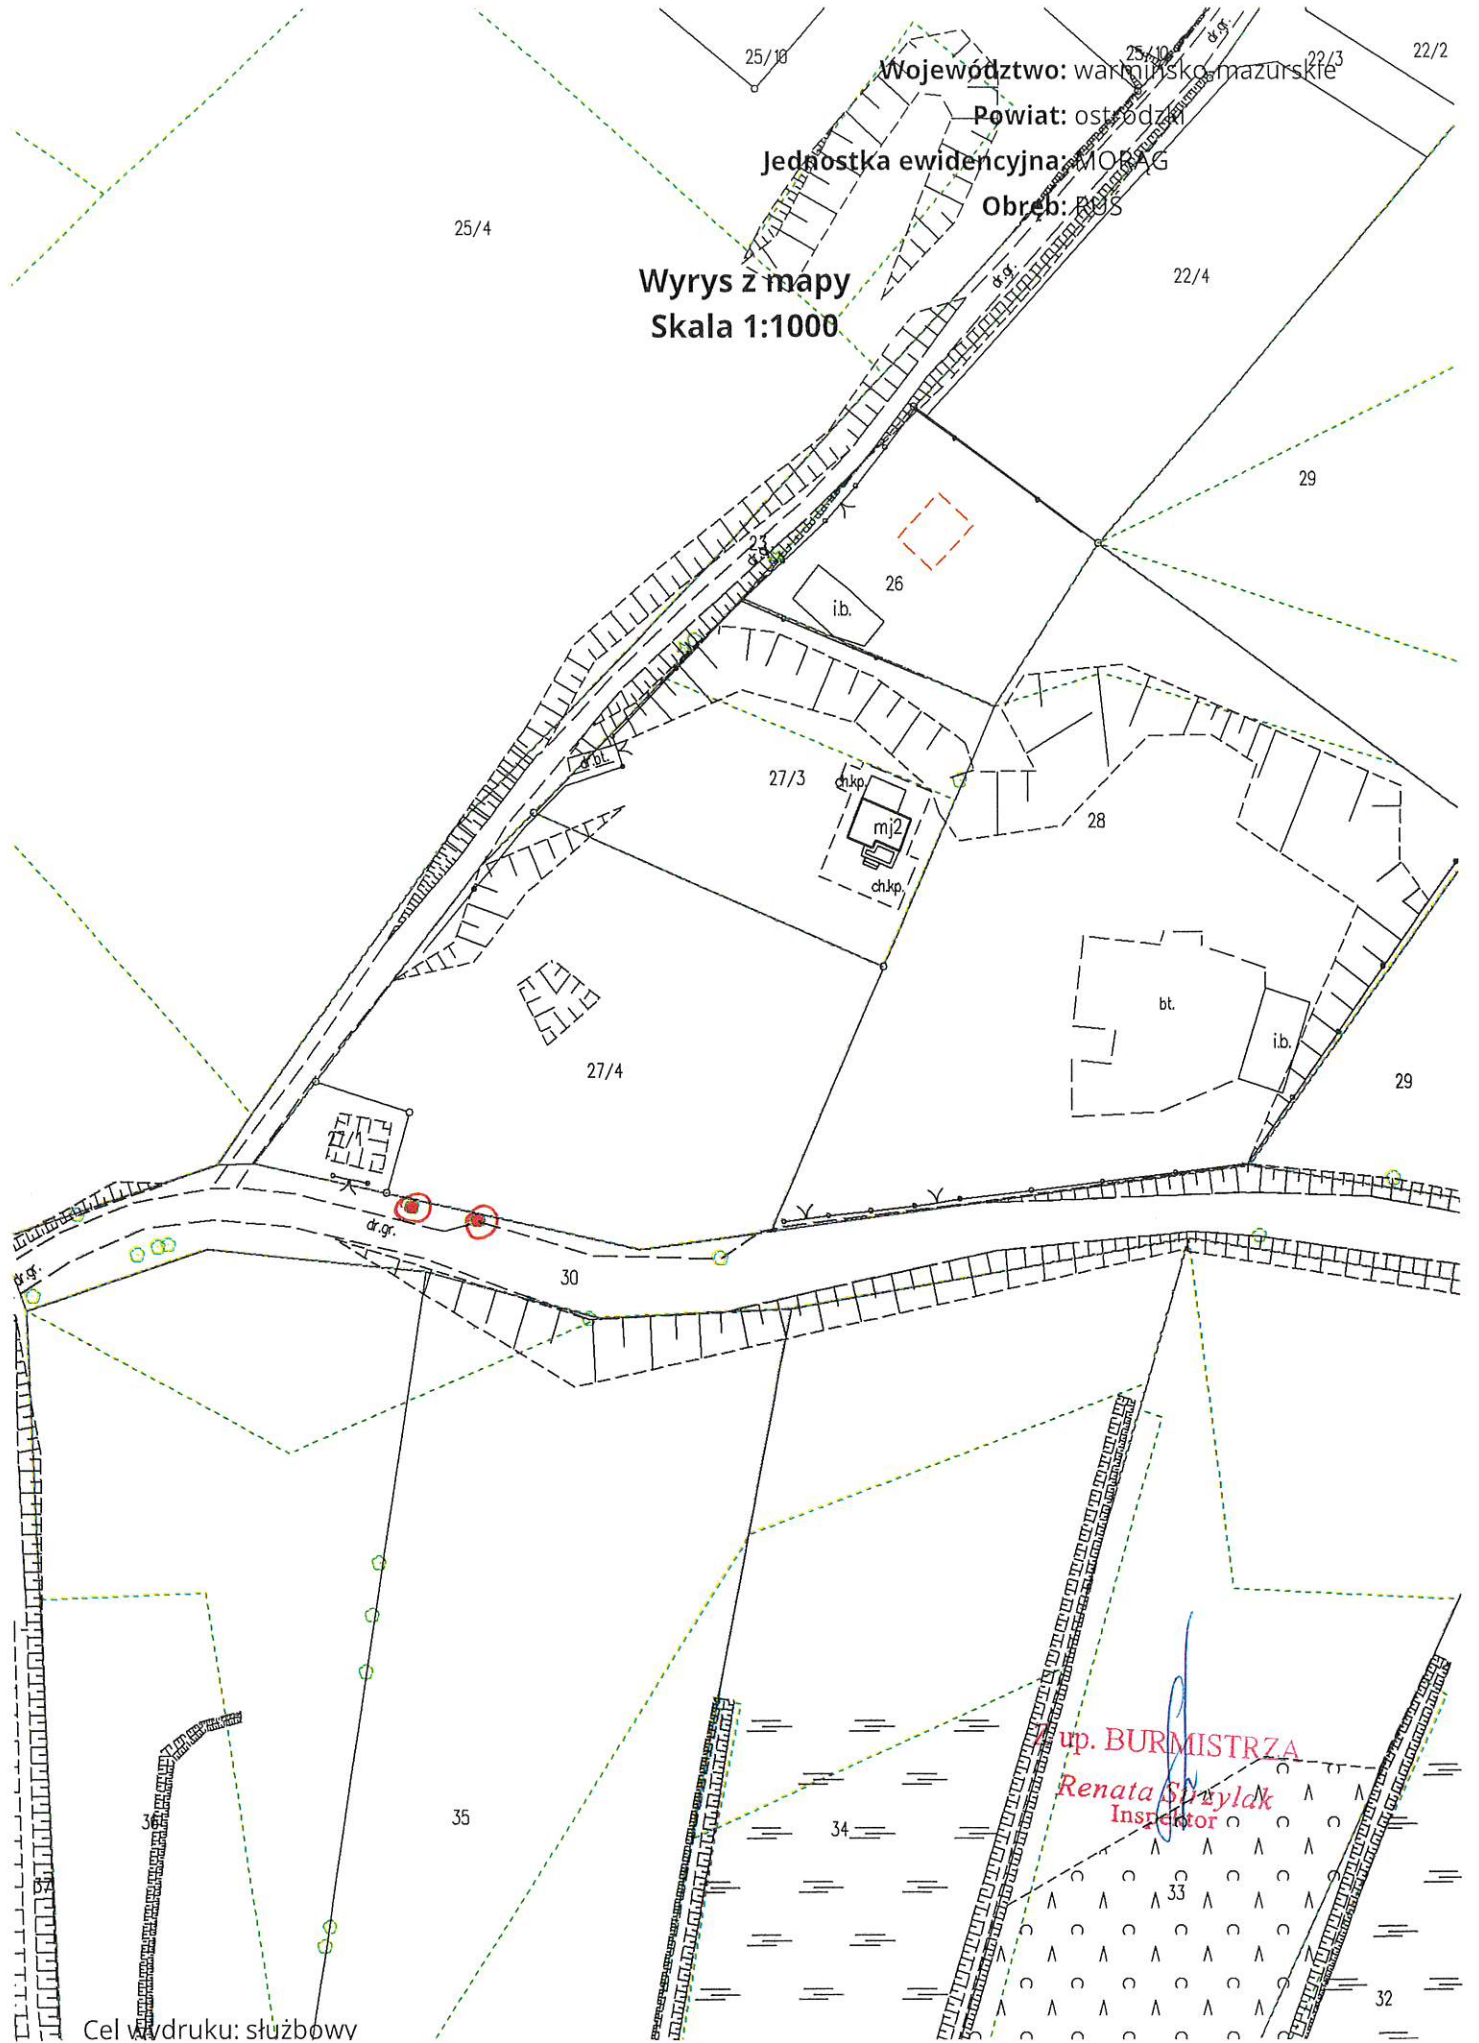 25/10
25/10
dr.gr.
22/3
22/2
Województwo: warmińsko-mazurskie
Powiat: ostródzki
Jednostka ewidencyjna: MORĄG
Obręb: RUŚ
25/4
Wyrys z mapy
Skala 1:1000
dr.gr.
22/4
29
23
26
i.b.
dr.bt.
27/3
ch.kp.
mj2
28
ch.kp.
bt.
i.b.
27/4
29
27/1
dr.gr.
dr.gr.
30
Z up. BURMISTRZA
Renata Strzylak
Inspektor
36
35
34
37
33
32
Cel wydruku: służbowy